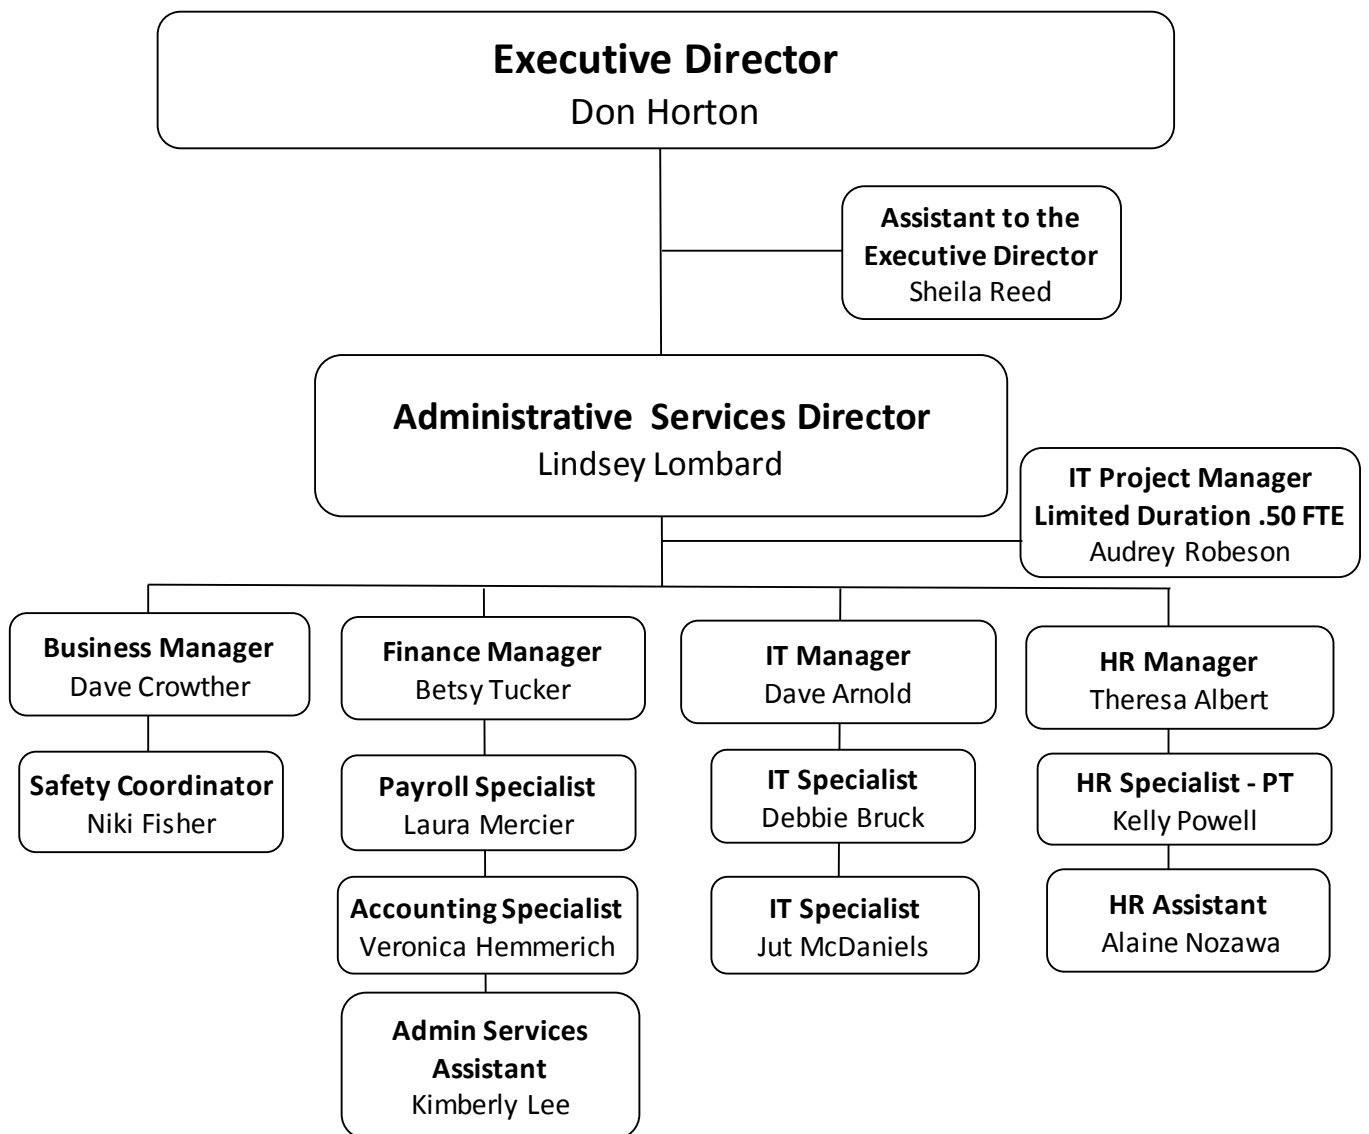 Executive Director
Don Horton
Assistant to the
Executive Director
Sheila Reed
Administrative Services Director
Lindsey Lombard
IT Project Manager
Limited Duration .50 FTE
Audrey Robeson
Business Manager
Dave Crowther
Finance Manager
Betsy Tucker
IT Manager
Dave Arnold
HR Manager
Theresa Albert
Safety Coordinator
Niki Fisher
Payroll Specialist
Laura Mercier
IT Specialist
Debbie Bruck
HR Specialist - PT
Kelly Powell
Accounting Specialist
Veronica Hemmerich
IT Specialist
Jut McDaniels
HR Assistant
Alaine Nozawa
Admin Services
Assistant
Kimberly Lee